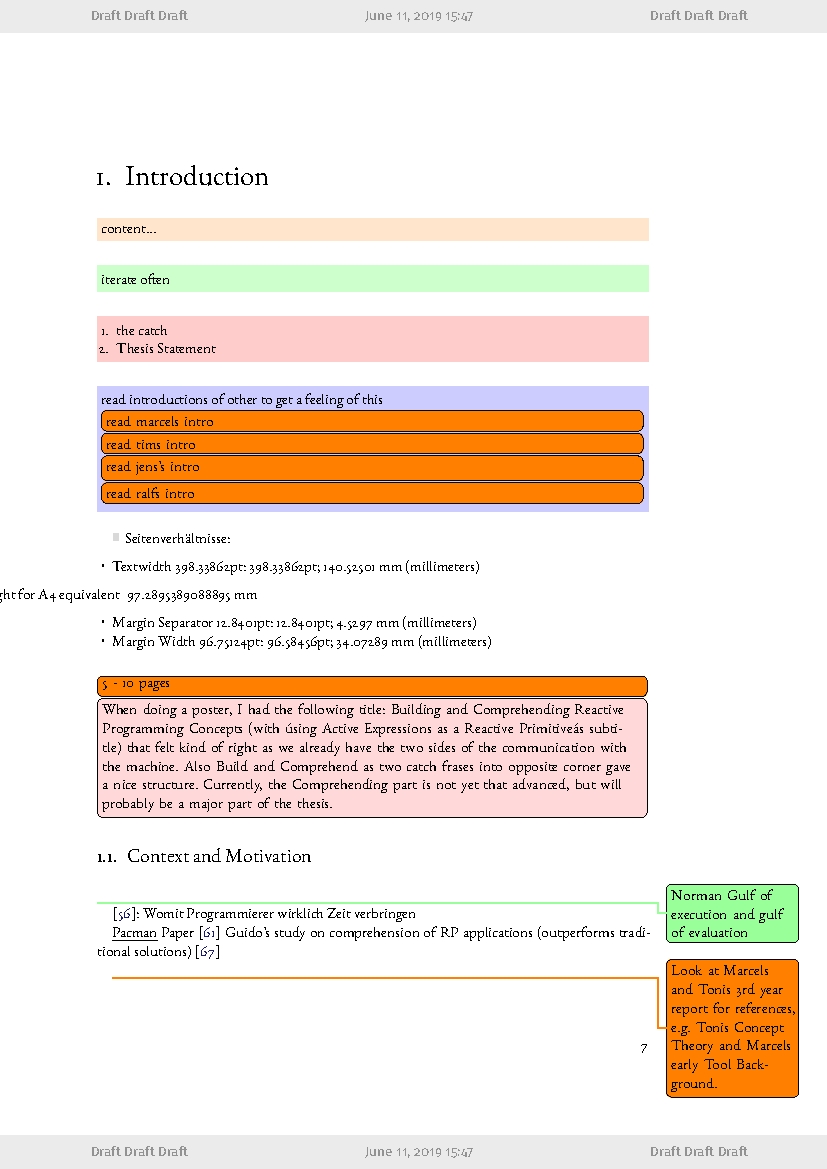 Draft Draft Draft June 11, 2019 15:47 Draft Draft Draft
1. Introduction
content...
iterate often
1. the catch
2. Thesis Statement
read introductions of other to get a feeling of this
read marcels intro
read tims intro
read jens's intro
read ralfs intro
Seitenverhältnisse:
• Textwidth 398.33862pt: 398.33862pt; 140.52501 mm (millimeters)
ght for A4 equivalent 97.2895389088895 mm
• Margin Separator 12.8401pt: 12.8401pt; 4.5297 mm (millimeters)
• Margin Width 96.75124pt: 96.58456pt; 34.07289 mm (millimeters)
5 - 10 pages
When doing a poster, I had the following title: Building and Comprehending Reactive
Programming Concepts (with úsing Active Expressions as a Reactive Primitiveás subti-
tle) that felt kind of right as we already have the two sides of the communication with
the machine. Also Build and Comprehend as two catch frases into opposite corner gave
a nice structure. Currently, the Comprehending part is not yet that advanced, but will
probably be a major part of the thesis.
1.1. Context and Motivation
[56]: Womit Programmierer wirklich Zeit verbringen
Pacman Paper [61] Guido's study on comprehension of RP applications (outperforms tradi-
tional solutions) [67]
Norman Gulf of
execution and gulf
of evaluation
Look at Marcels
and Tonis 3rd year
report for references,
e.g. Tonis Concept
Theory and Marcels
early Tool Back-
ground.
7
Draft Draft Draft June 11, 2019 15:47 Draft Draft Draft